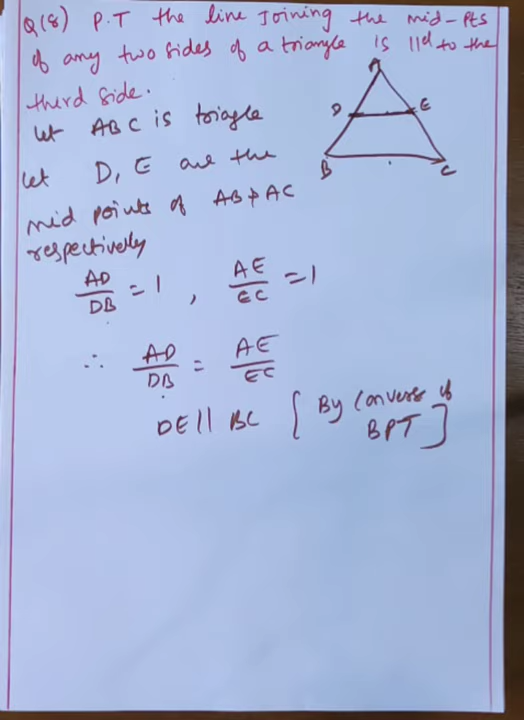 Q(8) P.T the line Joining the mid-Pts
of any two sides of a triangle is 11d to the
third side.
let ABC is triagle
let D, E are the
mid points of AB & AC
respectively
A
D E
B C
AD/DB = 1 , AE/EC = 1
∴ AD/DB = AE/EC
DE || BC [By Converse of
BPT]